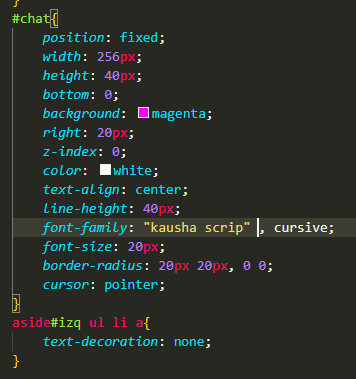 #chat{
position: fixed;
width: 256px;
height: 40px;
bottom: 0;
background: magenta;
right: 20px;
z-index: 0;
color: white;
text-align: center;
line-height: 40px;
font-family: "kausha scrip" , cursive;
font-size: 20px;
border-radius: 20px 20px, 0 0;
cursor: pointer;
}
aside#izq ul li a{
text-decoration: none;
}